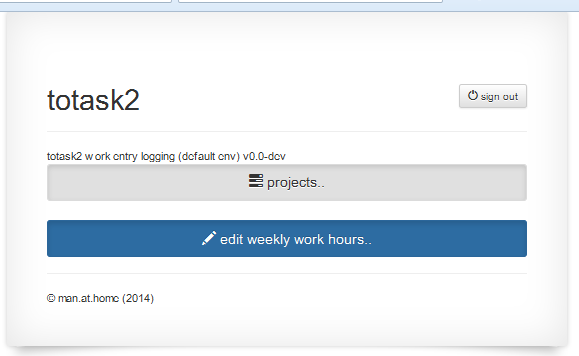 totask2
sign out
totask2 work entry logging (default env) v0.0-dev
projects..
edit weekly work hours..
© man.at.home (2014)